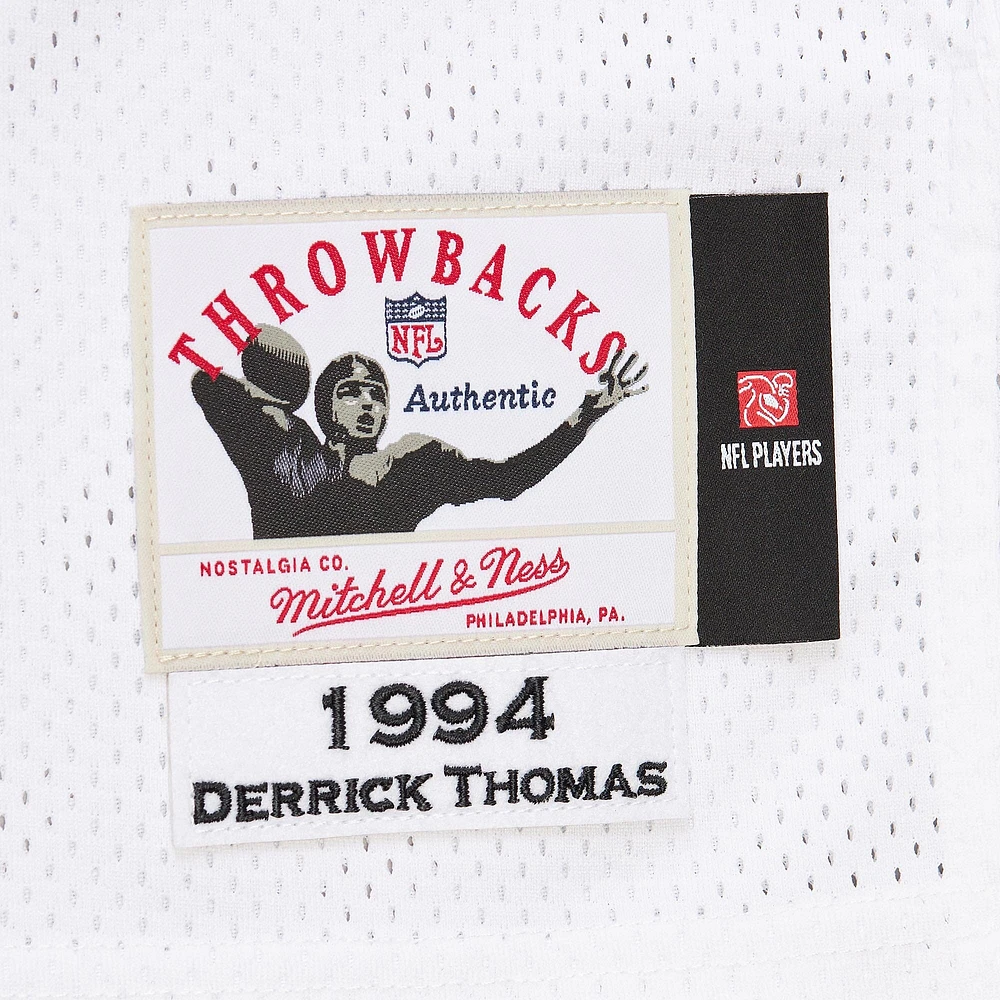 THROWBACKS
NFL
Authentic
NFL PLAYERS
NOSTALGIA CO.
Mitchell & Ness
PHILADELPHIA, PA.
1994
DERRICK THOMAS